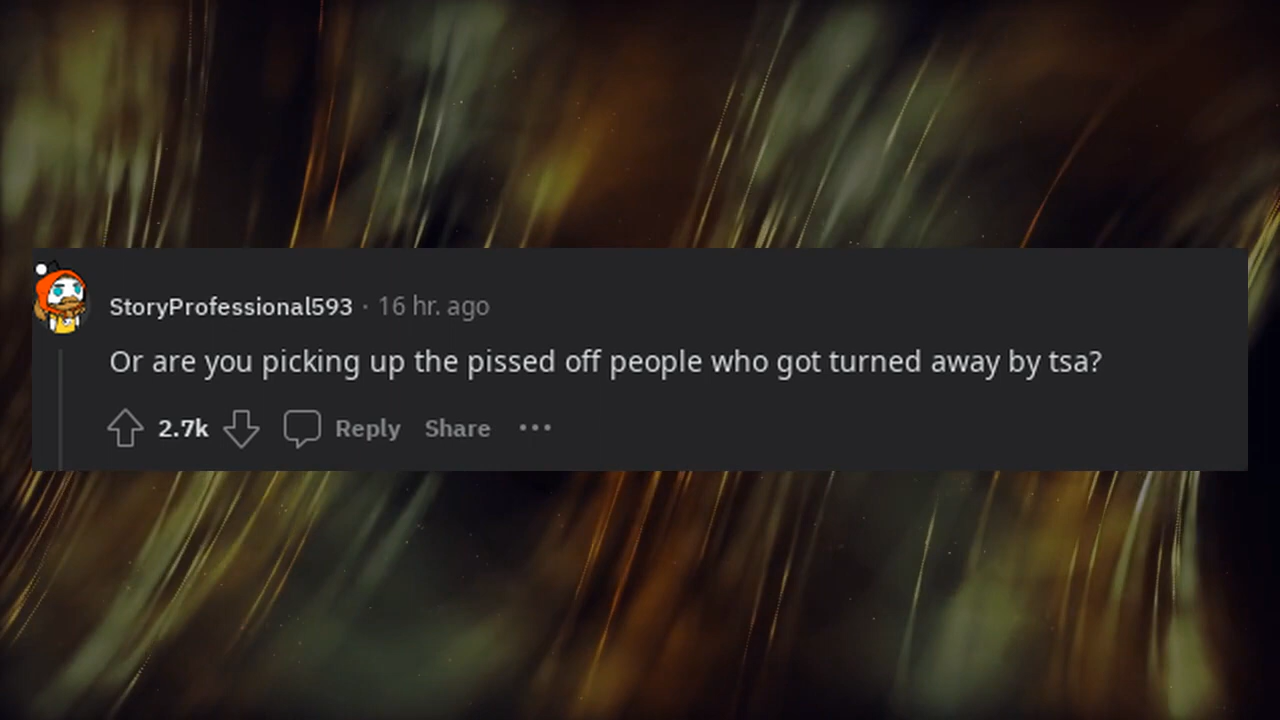 StoryProfessional593 · 16 hr. ago
Or are you picking up the pissed off people who got turned away by tsa?
2.7k Reply Share •••